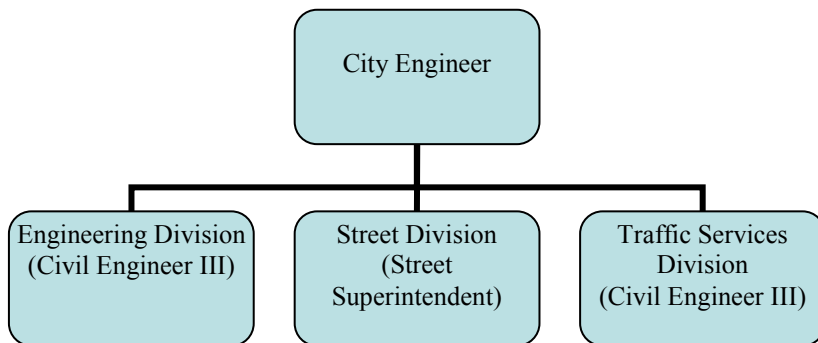 City Engineer
Engineering Division
(Civil Engineer III)
Street Division
(Street
Superintendent)
Traffic Services
Division
(Civil Engineer III)